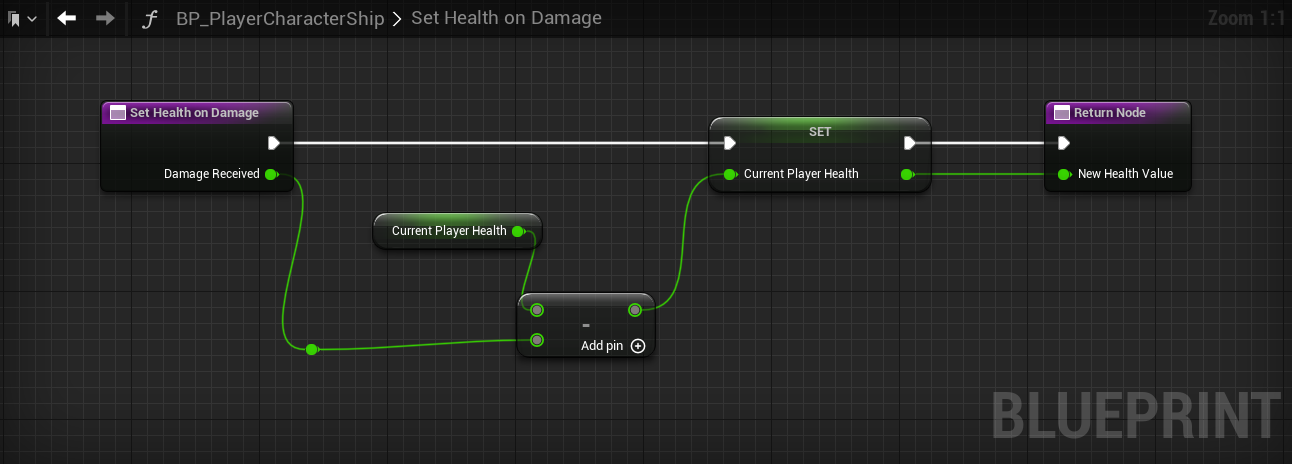 BP_PlayerCharacterShip > Set Health on Damage
Zoom 1:1
Set Health on Damage
Damage Received
Current Player Health
-
Add pin
SET
Current Player Health
Return Node
New Health Value
BLUEPRINT